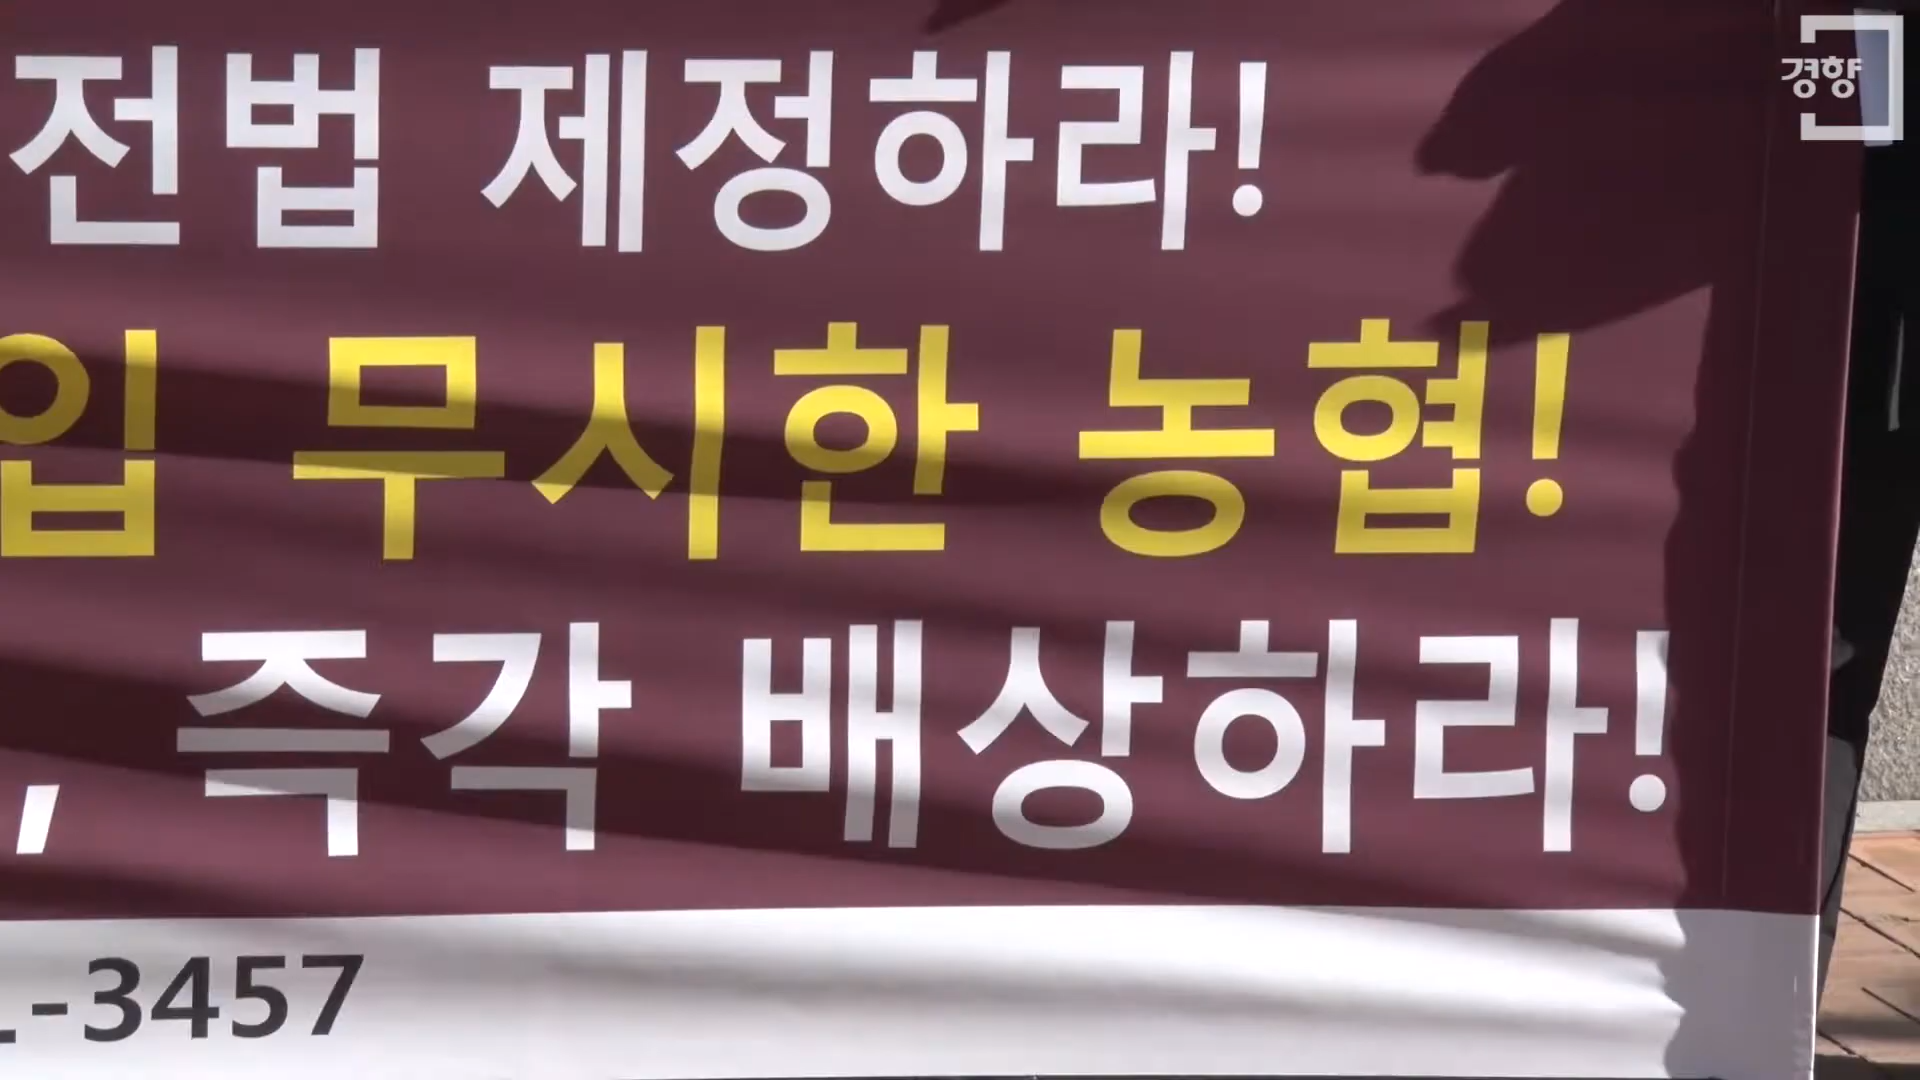 경향
전법 제정하라!
입 무시한 농협!
, 즉각 배상하라!
-3457